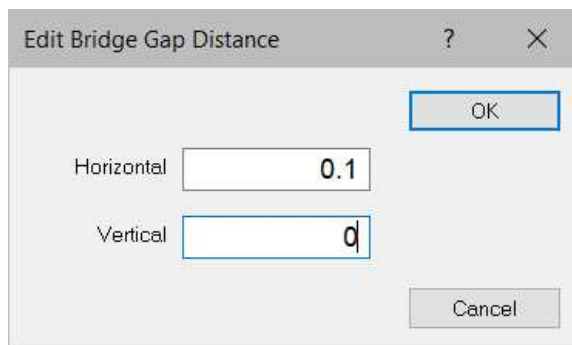 Edit Bridge Gap Distance ?
OK
Horizontal 0.1
Vertical 0
Cancel